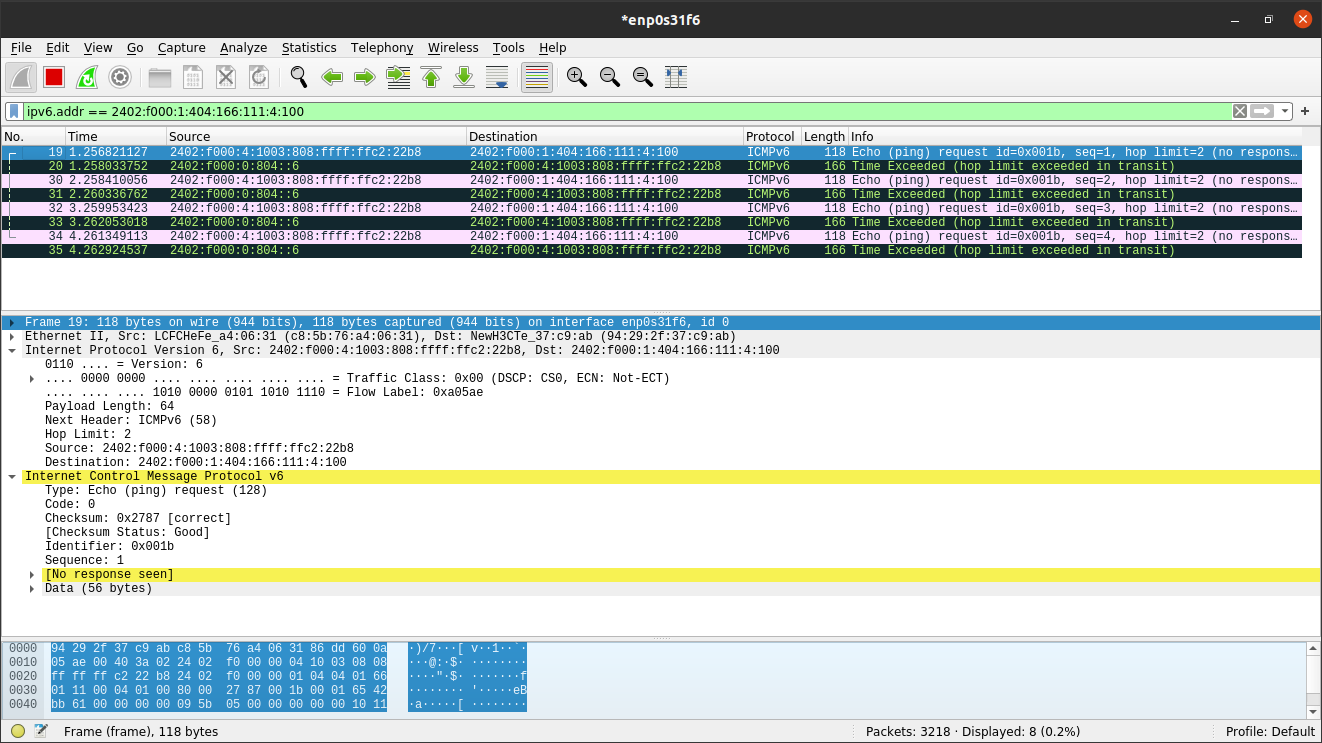 *enp0s31f6
File Edit View Go Capture Analyze Statistics Telephony Wireless Tools Help
ipv6.addr == 2402:f000:1:404:166:111:4:100
No. Time Source Destination Protocol Length Info
19 1.256821127 2402:f000:4:1003:808:ffff:ffc2:22b8 2402:f000:1:404:166:111:4:100 ICMPv6 118 Echo (ping) request id=0x001b, seq=1, hop limit=2 (no respons…
20 1.258033752 2402:f000:0:804::6 2402:f000:4:1003:808:ffff:ffc2:22b8 ICMPv6 166 Time Exceeded (hop limit exceeded in transit)
30 2.258410056 2402:f000:4:1003:808:ffff:ffc2:22b8 2402:f000:1:404:166:111:4:100 ICMPv6 118 Echo (ping) request id=0x001b, seq=2, hop limit=2 (no respons…
31 2.260336762 2402:f000:0:804::6 2402:f000:4:1003:808:ffff:ffc2:22b8 ICMPv6 166 Time Exceeded (hop limit exceeded in transit)
32 3.259953423 2402:f000:4:1003:808:ffff:ffc2:22b8 2402:f000:1:404:166:111:4:100 ICMPv6 118 Echo (ping) request id=0x001b, seq=3, hop limit=2 (no respons…
33 3.262053018 2402:f000:0:804::6 2402:f000:4:1003:808:ffff:ffc2:22b8 ICMPv6 166 Time Exceeded (hop limit exceeded in transit)
34 4.261349113 2402:f000:4:1003:808:ffff:ffc2:22b8 2402:f000:1:404:166:111:4:100 ICMPv6 118 Echo (ping) request id=0x001b, seq=4, hop limit=2 (no respons…
35 4.262924537 2402:f000:0:804::6 2402:f000:4:1003:808:ffff:ffc2:22b8 ICMPv6 166 Time Exceeded (hop limit exceeded in transit)
Frame 19: 118 bytes on wire (944 bits), 118 bytes captured (944 bits) on interface enp0s31f6, id 0
Ethernet II, Src: LCFCHeFe_a4:06:31 (c8:5b:76:a4:06:31), Dst: NewH3CTe_37:c9:ab (94:29:2f:37:c9:ab)
Internet Protocol Version 6, Src: 2402:f000:4:1003:808:ffff:ffc2:22b8, Dst: 2402:f000:1:404:166:111:4:100
0110 .... = Version: 6
.... 0000 0000 .... .... .... .... .... = Traffic Class: 0x00 (DSCP: CS0, ECN: Not-ECT)
.... .... .... 1010 0000 0101 1010 1110 = Flow Label: 0xa05ae
Payload Length: 64
Next Header: ICMPv6 (58)
Hop Limit: 2
Source: 2402:f000:4:1003:808:ffff:ffc2:22b8
Destination: 2402:f000:1:404:166:111:4:100
Internet Control Message Protocol v6
Type: Echo (ping) request (128)
Code: 0
Checksum: 0x2787 [correct]
[Checksum Status: Good]
Identifier: 0x001b
Sequence: 1
[No response seen]
Data (56 bytes)
0000 94 29 2f 37 c9 ab c8 5b 76 a4 06 31 86 dd 60 0a ·)/7···[ v··1··`·
0010 05 ae 00 40 3a 02 24 02 f0 00 00 04 10 03 08 08 ···@:·$· ········
0020 ff ff ff c2 22 b8 24 02 f0 00 00 01 04 04 01 66 ····"·$· ·······f
0030 01 11 00 04 01 00 80 00 27 87 00 1b 00 01 65 42 ········ '·····eB
0040 bb 61 00 00 00 00 09 5b 05 00 00 00 00 00 10 11 ·a·····[ ········
Frame (frame), 118 bytes Packets: 3218 · Displayed: 8 (0.2%) Profile: Default